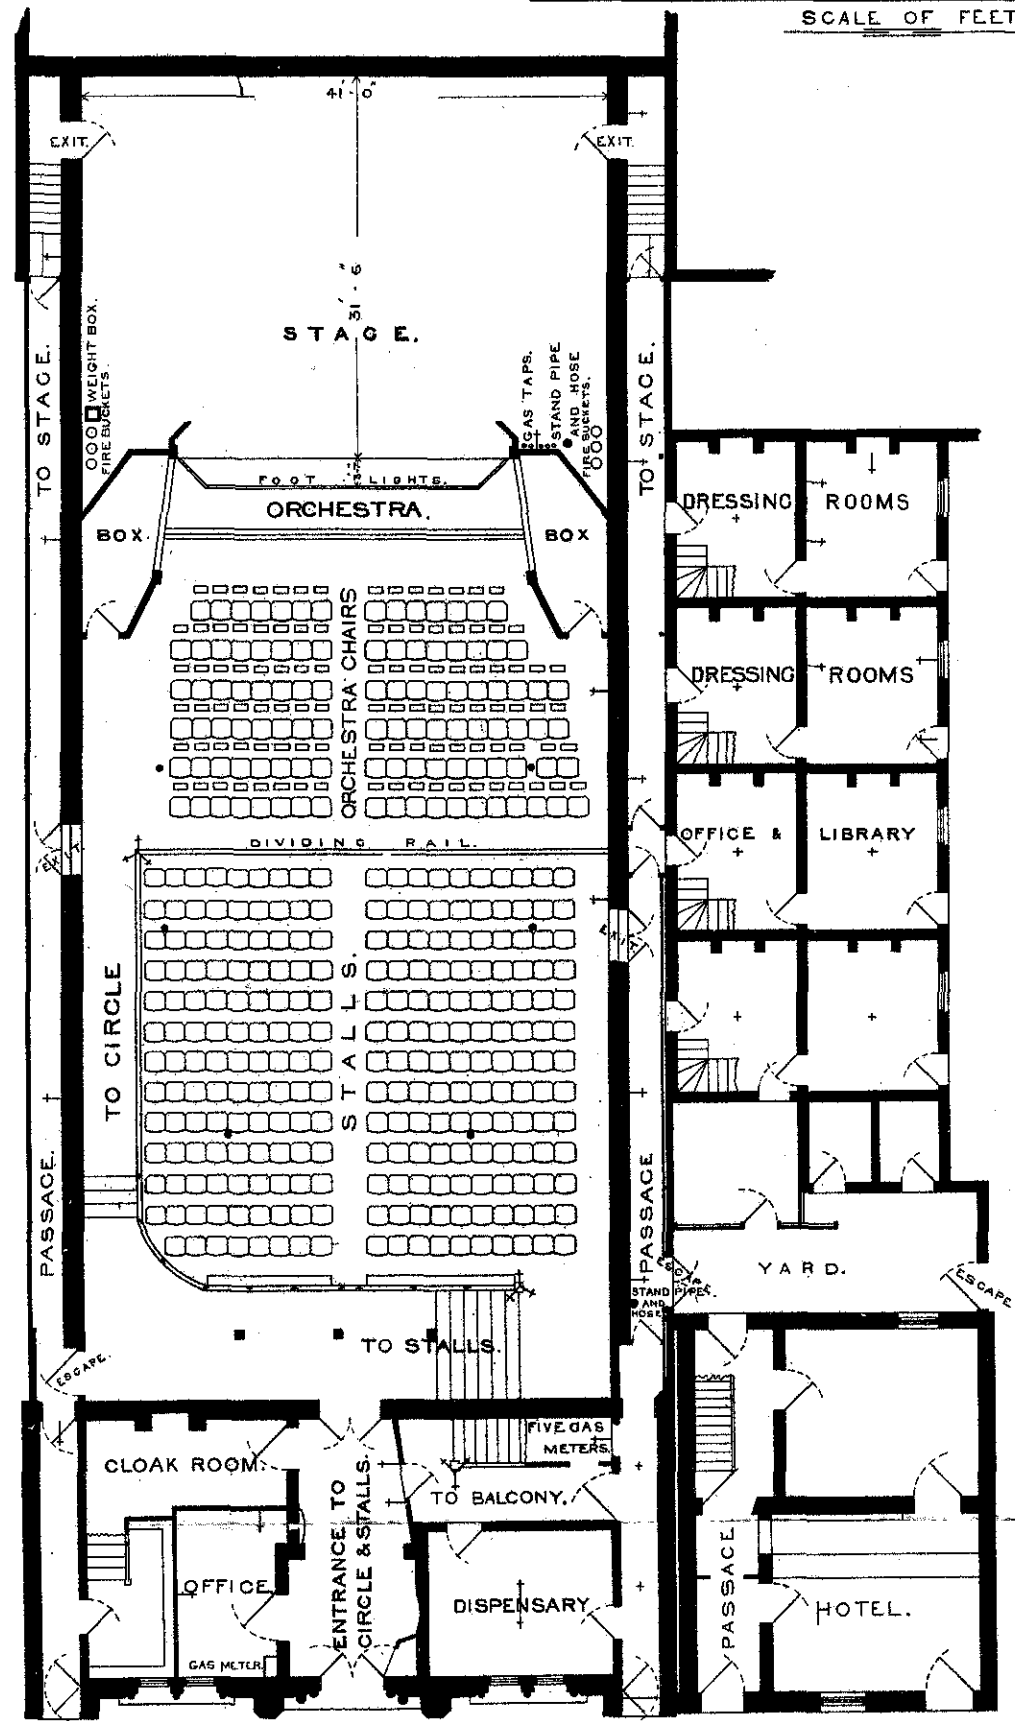 SCALE OF FEET
41'-0"
EXIT.
EXIT.
31'-6"
STAGE.
TO STAGE.
WEIGHT BOX.
FIRE BUCKETS.
GAS TAPS.
STAND PIPE
AND HOSE
FIRE BUCKETS.
TO STAGE.
FOOT LIGHTS.
ORCHESTRA.
BOX.
BOX
DRESSING ROOMS
ORCHESTRA CHAIRS
DRESSING ROOMS
OFFICE & LIBRARY
DIVIDING RAIL.
EXIT
EXIT.
TO CIRCLE
STALLS.
PASSAGE.
PASSAGE
YARD.
ESCAPE
ESCAPE
STAND PIPE.
AND
HOSE
TO STALLS.
ESCAPE.
FIVE GAS
METERS.
CLOAK ROOM.
TO BALCONY.
ENTRANCE TO
CIRCLE & STALLS.
OFFICE
DISPENSARY
PASSAGE
HOTEL.
GAS METER.